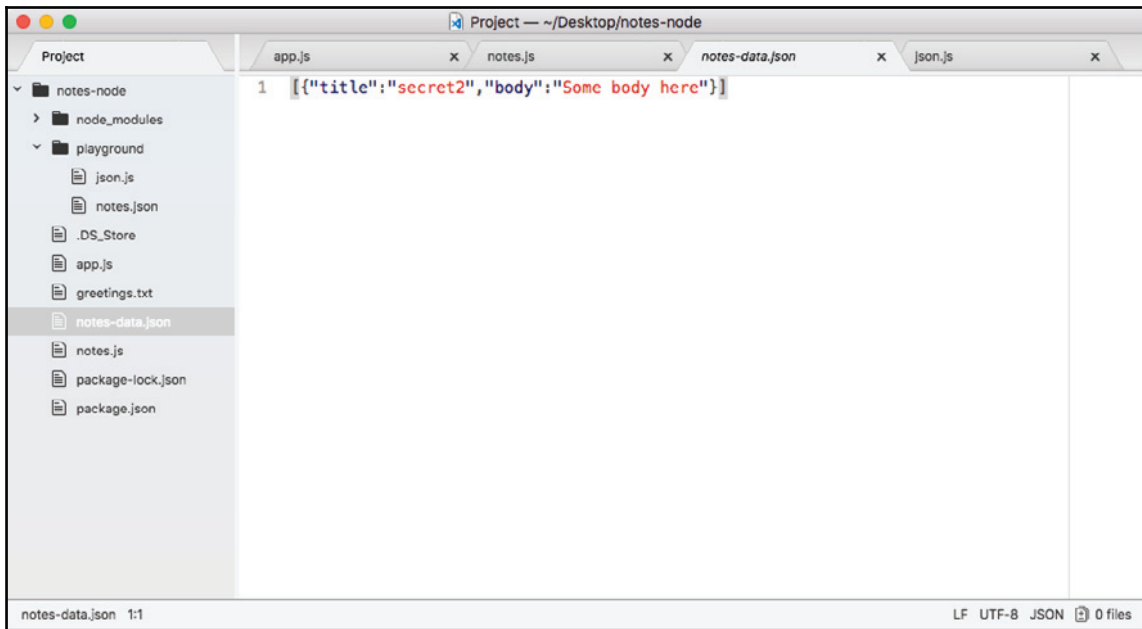 Project — ~/Desktop/notes-node
Project
app.js x notes.js x notes-data.json x json.js x
notes-node
node_modules
playground
json.js
notes.json
.DS_Store
app.js
greetings.txt
notes-data.json
notes.js
package-lock.json
package.json
1 [{"title":"secret2","body":"Some body here"}]
notes-data.json 1:1
LF UTF-8 JSON 0 files